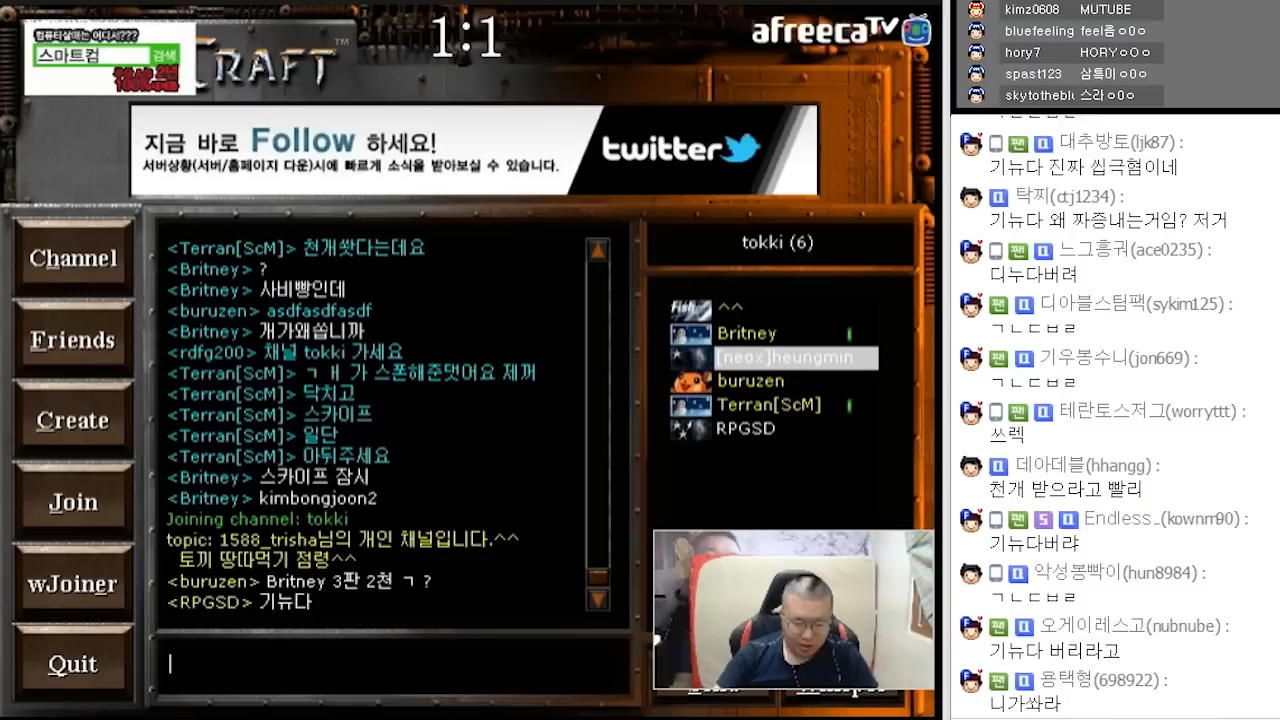 컴퓨터살때는 어디서???
스마트컴 검색
CRAFT™
1:1
afreecaTV
지금 바로 Follow 하세요!
서버상황(서버/홈페이지 다운)시에 빠르게 소식을 받아보실 수 있습니다.
twitter
Channel
Friends
Create
Join
wJoiner
Quit
<Terran[ScM]> 천개쐇다는데요
<Britney> ?
<Britney> 사비빵인데
<buruzen> asdfasdfasdf
<Britney> 개가왜씁니까
<rdfg200> 채널 tokki 가세요
<Terran[ScM]> ㄱ ㅐ 가 스폰해준댓어요 제꺼
<Terran[ScM]> 닥치고
<Terran[ScM]> 스카이프
<Terran[ScM]> 일단
<Terran[ScM]> 마뒤주세요
<Britney> 스카이프 잠시
<Britney> kimbongjoon2
Joining channel: tokki
topic: 1588_trisha님의 개인 채널입니다.^^
토끼 땅따먹기 점령^^
<buruzen> Britney 3판 2천 ㄱ ?
<RPGSD> 기뉴다
tokki (6)
Fish ^^
Britney
[neox]heungmin
buruzen
Terran[ScM]
RPGSD
kimz0608 MUTUBE
bluefeeling feel음ㅇ0ㅇ
hory HORYㅇ0ㅇ
spast123 삼룩이ㅇ0ㅇ
skytotheblu 스긔ㅇ0ㅇ
대추방토(ljk87) :
기뉴다 진짜 심극혐이네
탁찌(ctj1234) :
기뉴다 왜 짜증내는거임? 저거
느그흥궈(ace0235) :
디뉴다버려
디아블로텀팩(sykim125) :
ㄱㄴㄷㅂㄹ
기우봉수니(jon669) :
ㄱㄴㄷㅂㄹ
테란토스저그(worryttt) :
쓰렉
데아데블(hhangg) :
천개 받으라고 빨리
Endless_(kownm90) :
기뉴다버랴
악성봉빡이(hun8984) :
ㄱㄴㄷㅂㄹ
오게이레스고(nubnube) :
기뉴다 버리라고
용택형(698922) :
니가쏴라